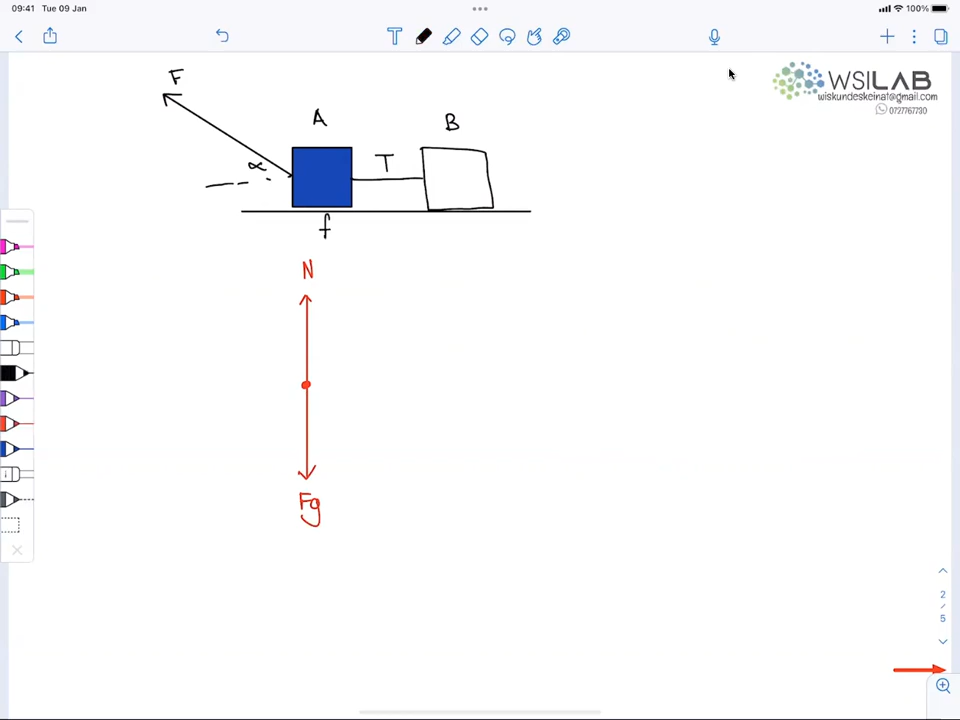 09:41 Tue 09 Jan
100%
T
WSILAB
wiskundeskeinat@gmail.com
0727767730
F
A
B
α
T
f
N
Fg
2
/
5